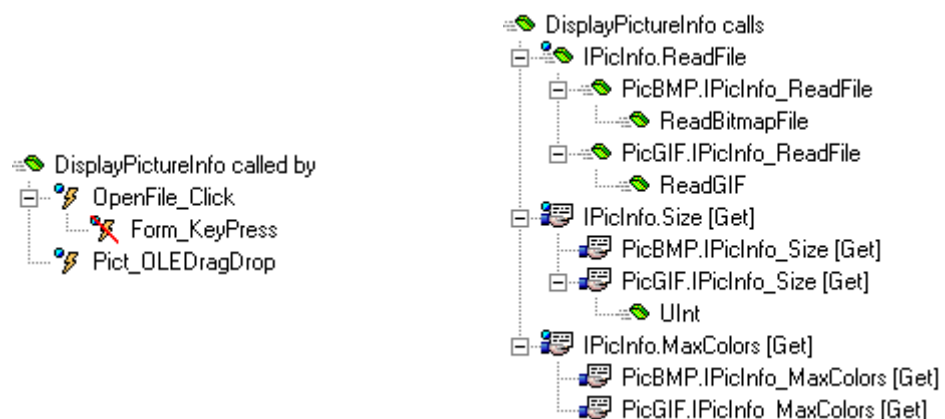 DisplayPictureInfo called by
OpenFile_Click
Form_KeyPress
Pict_OLEDragDrop
DisplayPictureInfo calls
IPicInfo.ReadFile
PicBMP.IPicInfo_ReadFile
ReadBitmapFile
PicGIF.IPicInfo_ReadFile
ReadGIF
IPicInfo.Size [Get]
PicBMP.IPicInfo_Size [Get]
PicGIF.IPicInfo_Size [Get]
UInt
IPicInfo.MaxColors [Get]
PicBMP.IPicInfo_MaxColors [Get]
PicGIF.IPicInfo_MaxColors [Get]